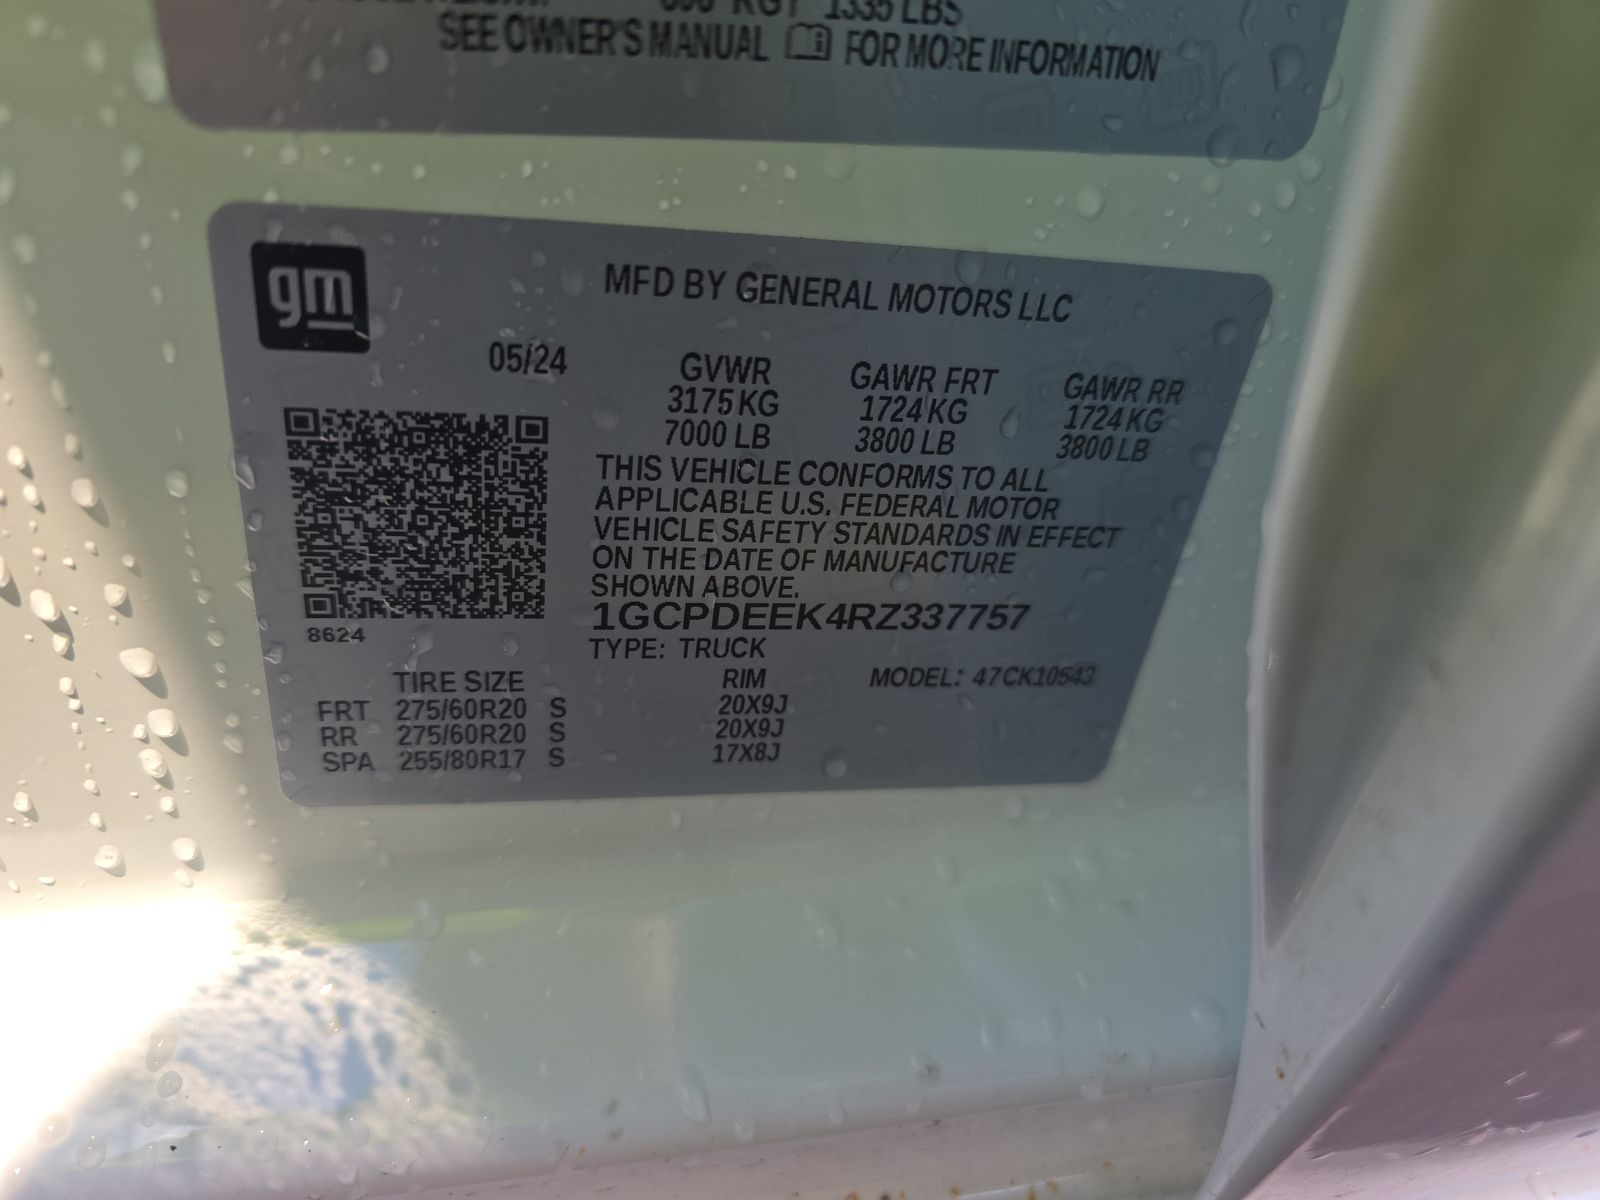 KG 1335 LBS
SEE OWNER'S MANUAL FOR MORE INFORMATION
gm
MFD BY GENERAL MOTORS LLC
05/24 GVWR GAWR FRT GAWR RR
3175 KG 1724 KG 1724 KG
7000 LB 3800 LB 3800 LB
THIS VEHICLE CONFORMS TO ALL
APPLICABLE U.S. FEDERAL MOTOR
VEHICLE SAFETY STANDARDS IN EFFECT
ON THE DATE OF MANUFACTURE
SHOWN ABOVE.
1GCPDEEK4RZ337757
8624
TYPE: TRUCK
TIRE SIZE RIM MODEL: 47CK10543
FRT 275/60R20 S 20X9J
RR 275/60R20 S 20X9J
SPA 255/80R17 S 17X8J